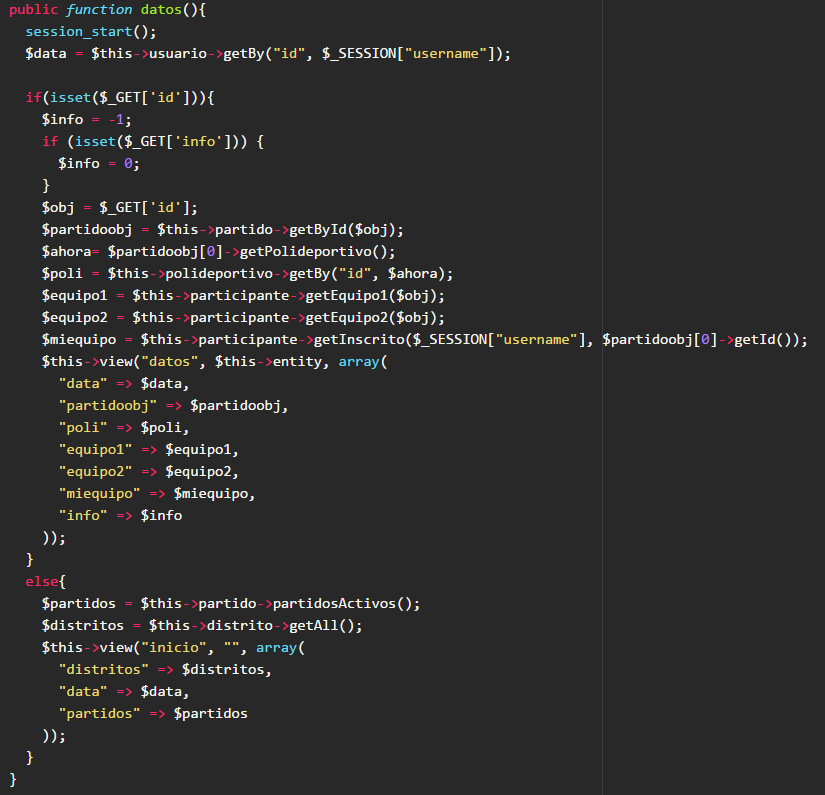 public function datos(){
session_start();
$data = $this->usuario->getBy("id", $_SESSION["username"]);
if(isset($_GET['id'])){
$info = -1;
if (isset($_GET['info'])) {
$info = 0;
}
$obj = $_GET['id'];
$partidoobj = $this->partido->getById($obj);
$ahora= $partidoobj[0]->getPolideportivo();
$poli = $this->polideportivo->getBy("id", $ahora);
$equipo1 = $this->participante->getEquipo1($obj);
$equipo2 = $this->participante->getEquipo2($obj);
$miequipo = $this->participante->getInscrito($_SESSION["username"], $partidoobj[0]->getId());
$this->view("datos", $this->entity, array(
"data" => $data,
"partidoobj" => $partidoobj,
"poli" => $poli,
"equipo1" => $equipo1,
"equipo2" => $equipo2,
"miequipo" => $miequipo,
"info" => $info
));
}
else{
$partidos = $this->partido->partidosActivos();
$distritos = $this->distrito->getAll();
$this->view("inicio", "", array(
"distritos" => $distritos,
"data" => $data,
"partidos" => $partidos
));
}
}